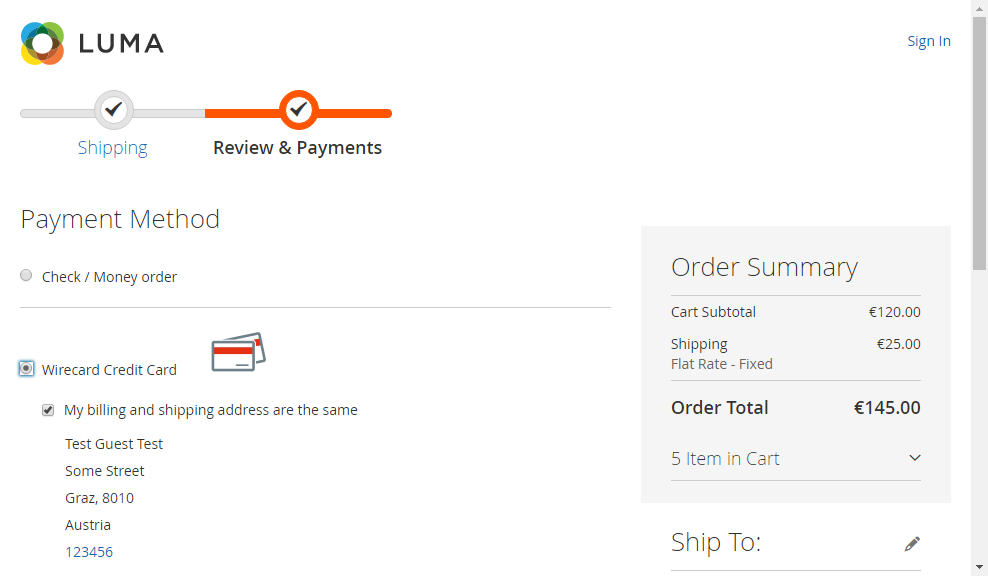 LUMA
Sign In
Shipping
Review & Payments
Payment Method
Check / Money order
Wirecard Credit Card
My billing and shipping address are the same
Test Guest Test
Some Street
Graz, 8010
Austria
123456
Order Summary
Cart Subtotal €120.00
Shipping €25.00
Flat Rate - Fixed
Order Total €145.00
5 Item in Cart
Ship To: